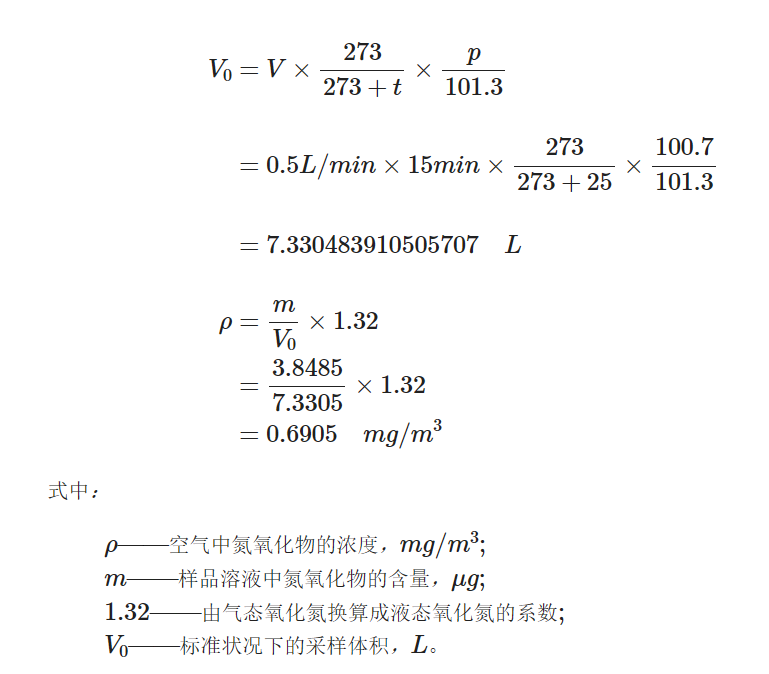 V₀ = V × 273/(273 + t) × p/101.3
= 0.5L/min × 15min × 273/(273 + 25) × 100.7/101.3
= 7.330483910505707 L
ρ = m/V₀ × 1.32
= 3.8485/7.3305 × 1.32
= 0.6905 mg/m³
式中：
ρ——空气中氮氧化物的浓度，mg/m³;
m——样品溶液中氮氧化物的含量，μg;
1.32——由气态氧化氮换算成液态氧化氮的系数;
V₀——标准状况下的采样体积，L。